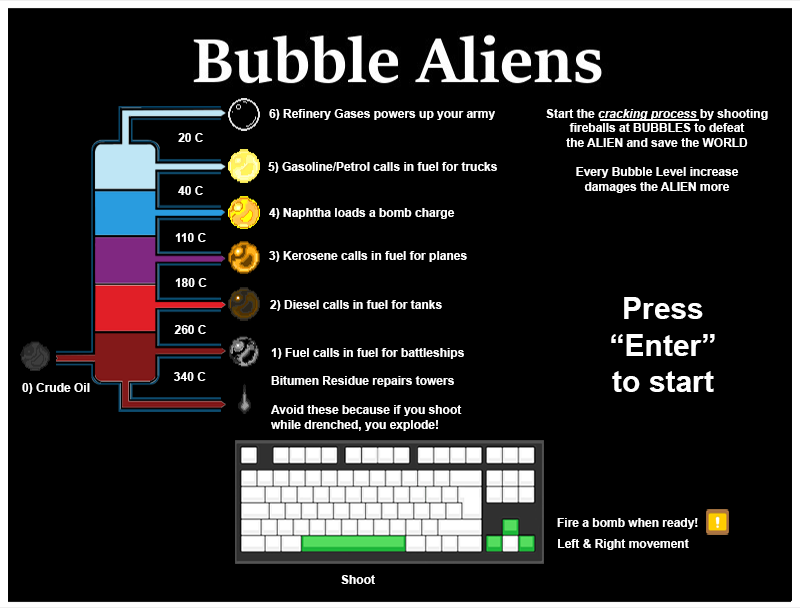 Bubble Aliens
6) Refinery Gases powers up your army
20 C
5) Gasoline/Petrol calls in fuel for trucks
40 C
4) Naphtha loads a bomb charge
110 C
3) Kerosene calls in fuel for planes
180 C
2) Diesel calls in fuel for tanks
260 C
1) Fuel calls in fuel for battleships
340 C
0) Crude Oil
Bitumen Residue repairs towers
Avoid these because if you shoot
while drenched, you explode!
Start the cracking process by shooting
fireballs at BUBBLES to defeat
the ALIEN and save the WORLD
Every Bubble Level increase
damages the ALIEN more
Press
“Enter”
to start
Fire a bomb when ready!
!
Left & Right movement
Shoot